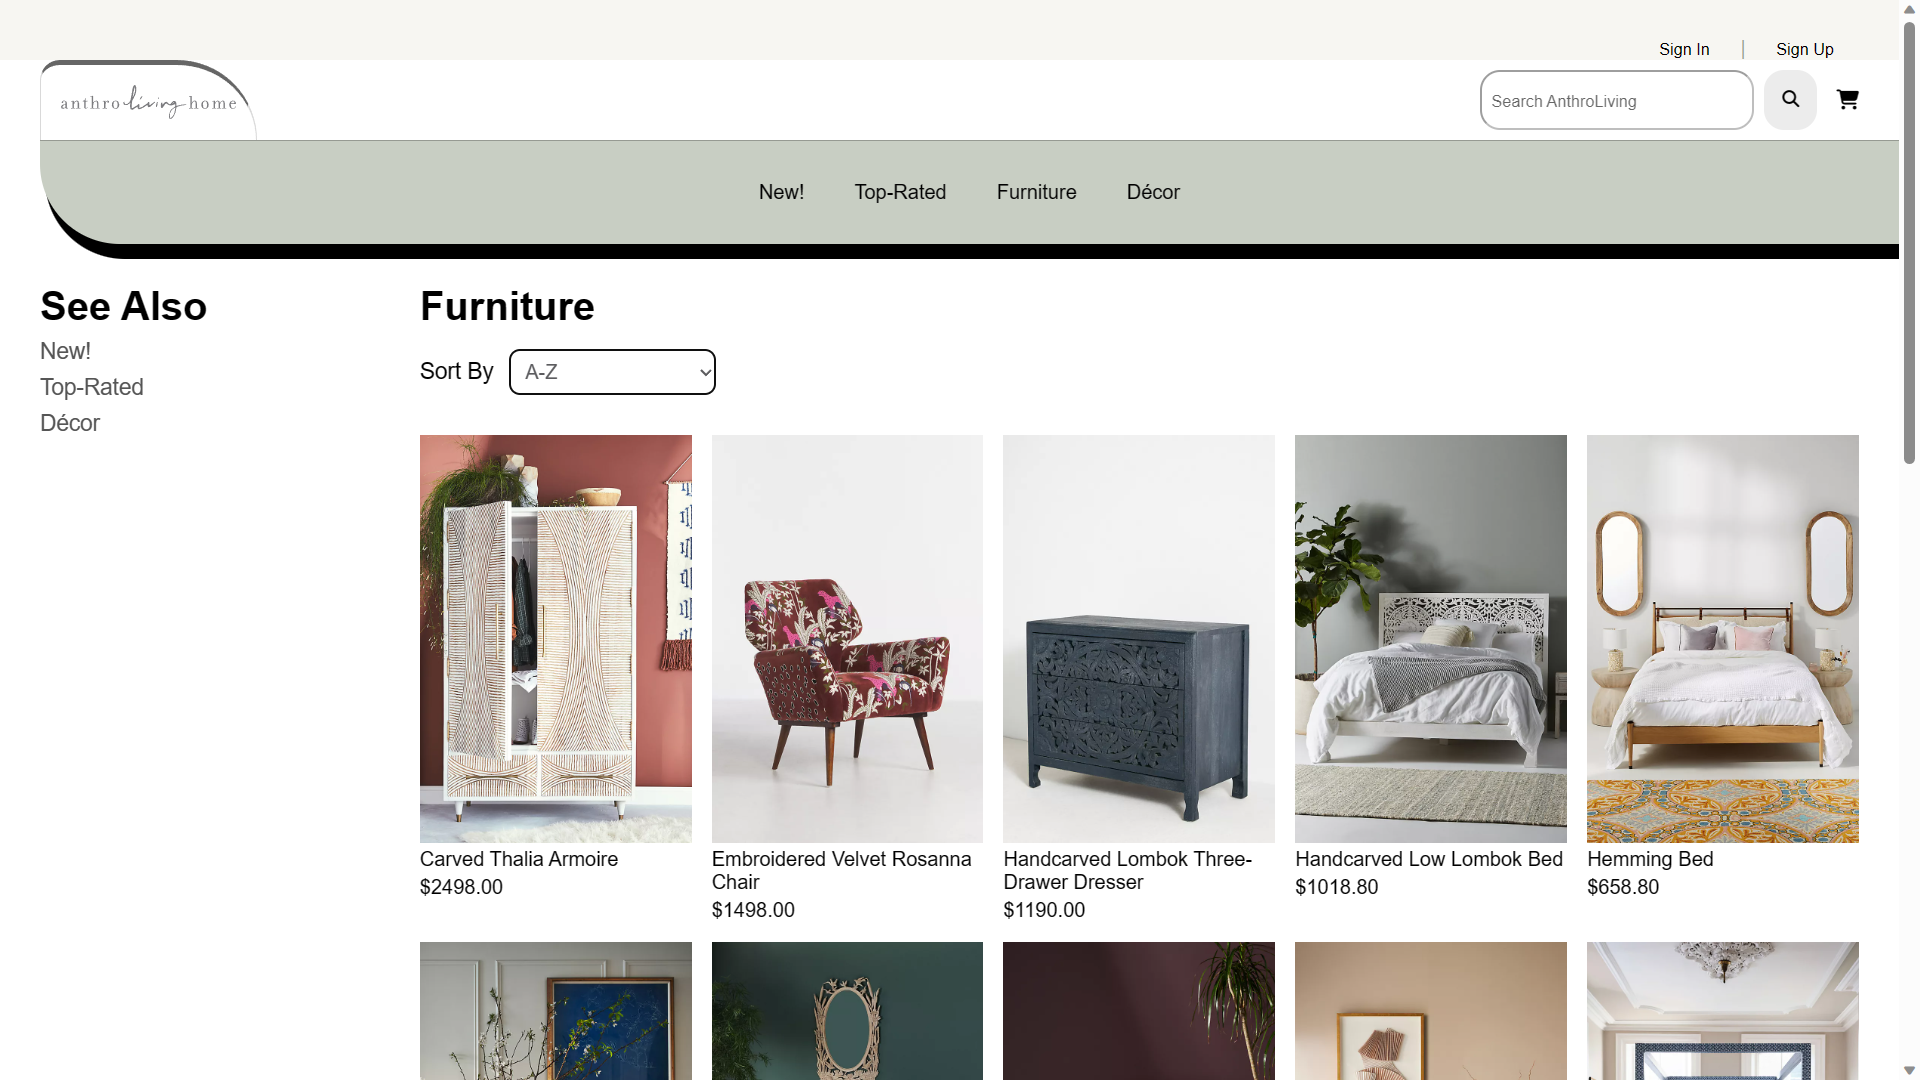 Sign In | Sign Up
anthro living home
Search AnthroLiving
New! Top-Rated Furniture Décor
See Also
New!
Top-Rated
Décor
Furniture
Sort By A-Z
Carved Thalia Armoire
$2498.00
Embroidered Velvet Rosanna
Chair
$1498.00
Handcarved Lombok Three-
Drawer Dresser
$1190.00
Handcarved Low Lombok Bed
$1018.80
Hemming Bed
$658.80